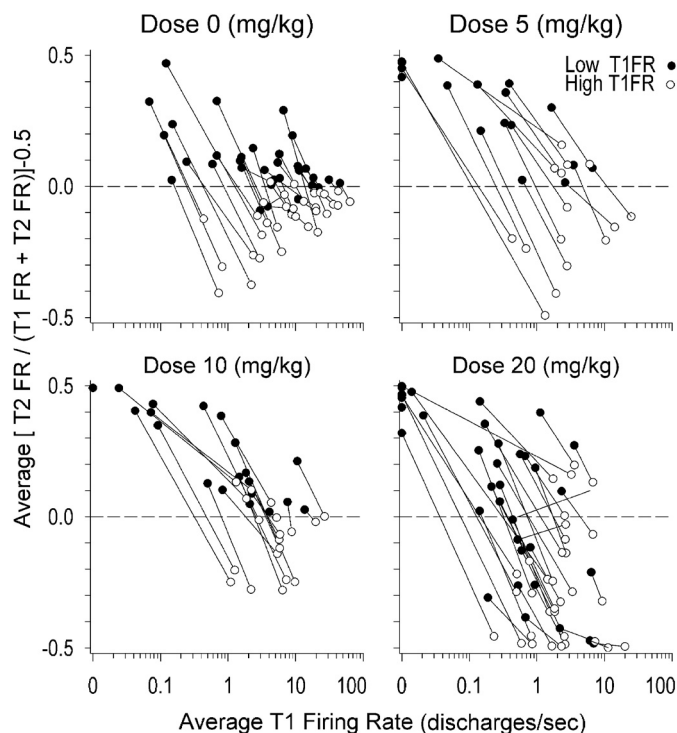 Dose 0 (mg/kg)
Dose 5 (mg/kg)
0.5
0.0
-0.5
Low T1FR
High T1FR
Dose 10 (mg/kg)
Dose 20 (mg/kg)
0.5
0.0
-0.5
0 0.1 1 10 100
0 0.1 1 10 100
Average [ T2 FR / (T1 FR + T2 FR)]-0.5
Average T1 Firing Rate (discharges/sec)